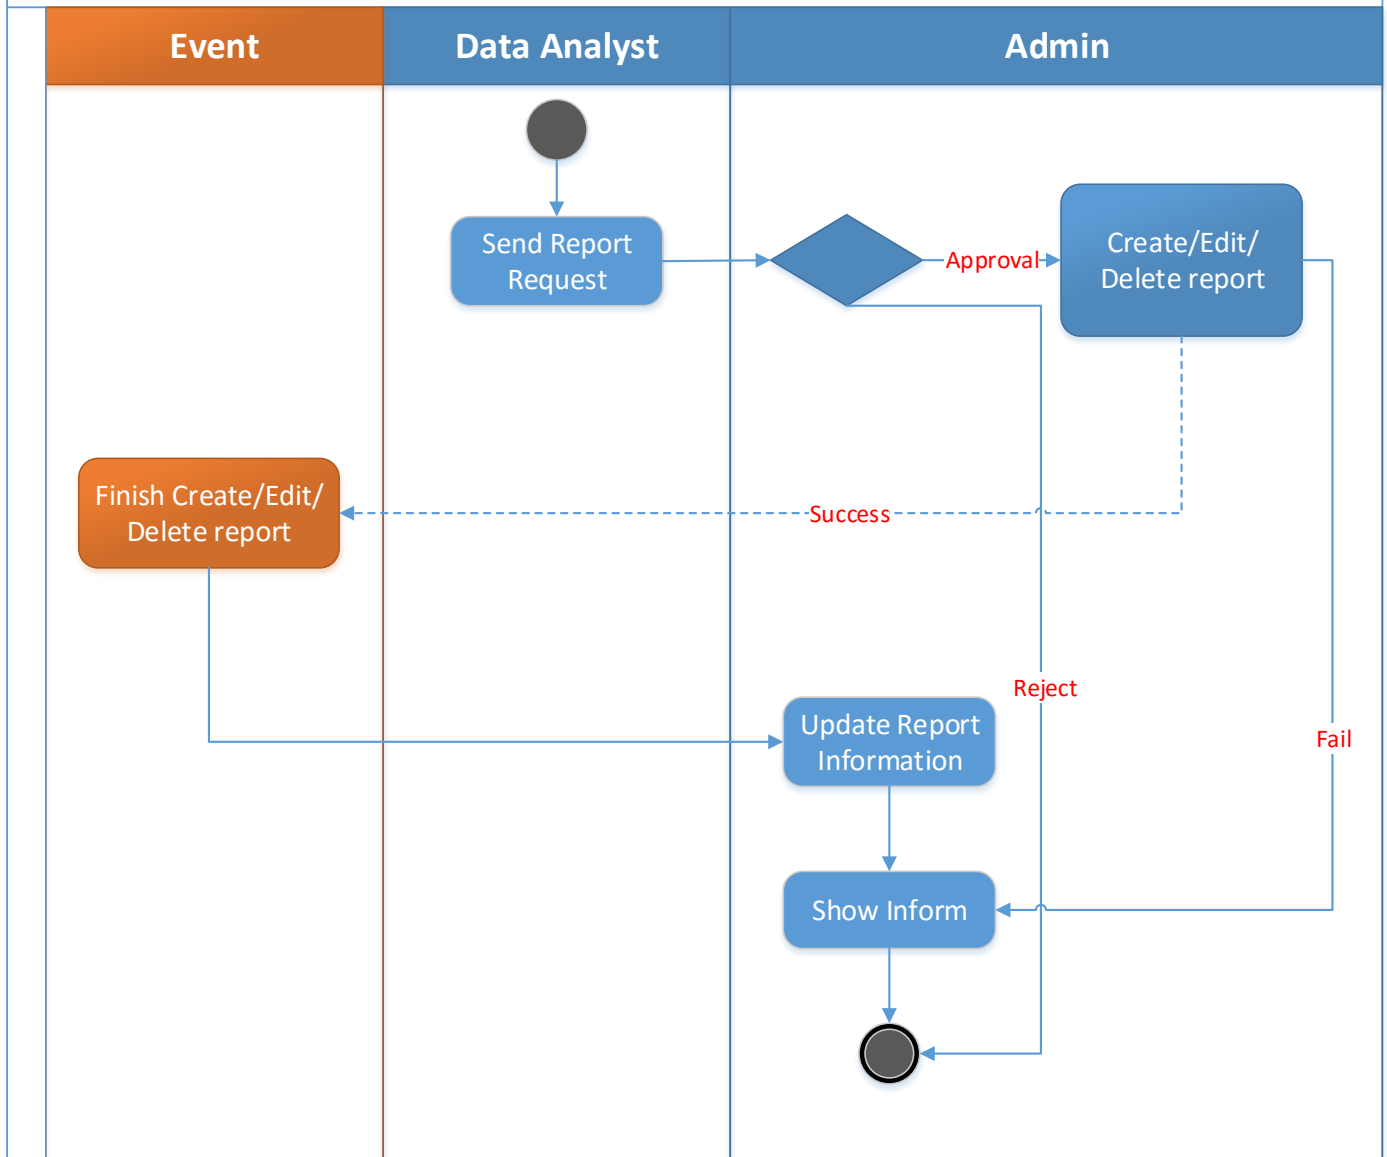 Event
Data Analyst
Admin
Send Report
Request
Approval
Create/Edit/
Delete report
Finish Create/Edit/
Delete report
Success
Reject
Update Report
Information
Fail
Show Inform